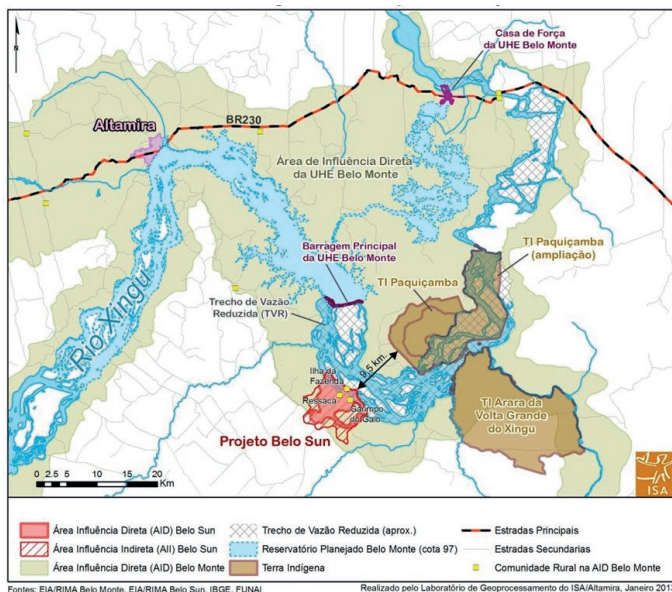 Casa de Força
da UHE Belo Monte
N
BR230
Altamira
Área de Influência Direta
da UHE Belo Monte
TI Paquiçamba
(ampliação)
Barragem Principal
da UHE Belo Monte
TI Paquiçamba
Rio Xingu
Trecho de Vazão
Reduzida (TVR)
9,5 km.
Ilha da
Fazenda
Ressaca
Garimpo
do Galo
TI Arara da
Volta Grande
do Xingu
Projeto Belo Sun
0 2.5 5 10 15 20
Km
ISA
Área Influência Direta (AID) Belo Sun
Área Influência Indireta (AII) Belo Sun
Área Influência Direta (AID) Belo Monte
Trecho de Vazão Reduzida (aprox.)
Reservatório Planejado Belo Monte (cota 97)
Terra Indígena
Estradas Principais
Estradas Secundarias
Comunidade Rural na AID Belo Monte
Fontes: EIA/RIMA Belo Monte, EIA/RIMA Belo Sun, IBGE, FUNAI
Realizado pelo Laboratório de Geoprocessamento do ISA/Altamira, Janeiro